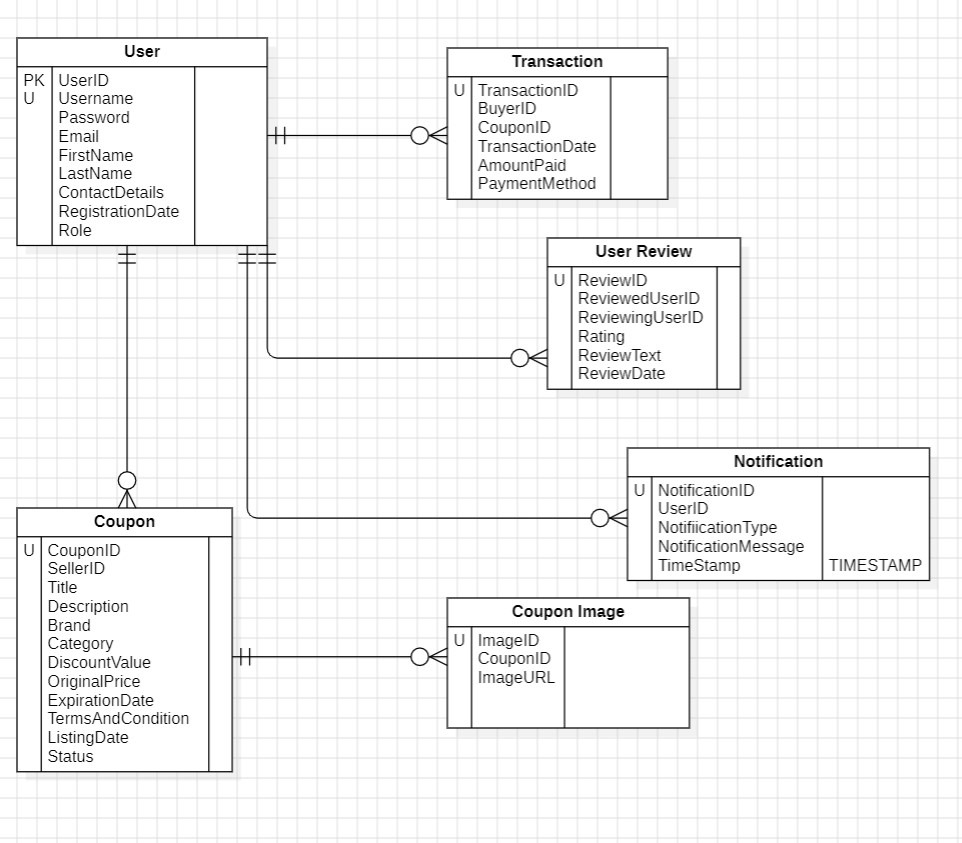 User
PK UserID
U Username
Password
Email
FirstName
LastName
ContactDetails
RegistrationDate
Role
Coupon
U CouponID
SellerID
Title
Description
Brand
Category
DiscountValue
OriginalPrice
ExpirationDate
TermsAndCondition
ListingDate
Status
Transaction
U TransactionID
BuyerID
CouponID
TransactionDate
AmountPaid
PaymentMethod
User Review
U ReviewID
ReviewedUserID
ReviewingUserID
Rating
ReviewText
ReviewDate
Notification
U NotificationID
UserID
NotificationType
NotificationMessage
TimeStamp TIMESTAMP
Coupon Image
U ImageID
CouponID
ImageURL